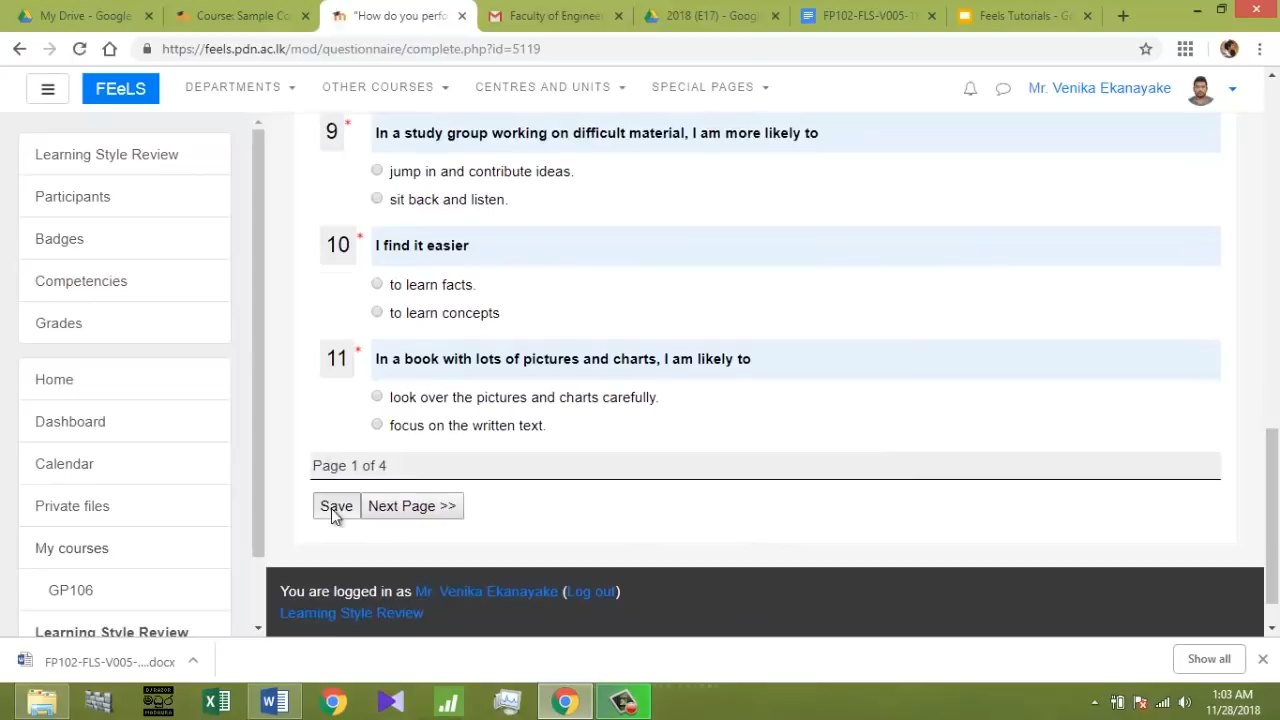 My Drive - Google
Course: Sample Co
"How do you perfo
Faculty of Enginee
2018 (E17) - Googl
FP102-FLS-V005-1
Feels Tutorials - Go
https://feels.pdn.ac.lk/mod/questionnaire/complete.php?id=5119
FEeLS
DEPARTMENTS
OTHER COURSES
CENTRES AND UNITS
SPECIAL PAGES
Mr. Venika Ekanayake
Learning Style Review
Participants
Badges
Competencies
Grades
Home
Dashboard
Calendar
Private files
My courses
GP106
Learning Style Review
9 * In a study group working on difficult material, I am more likely to
jump in and contribute ideas.
sit back and listen.
10 * I find it easier
to learn facts.
to learn concepts
11 * In a book with lots of pictures and charts, I am likely to
look over the pictures and charts carefully.
focus on the written text.
Page 1 of 4
Save Next Page >>
You are logged in as Mr. Venika Ekanayake (Log out)
Learning Style Review
FP102-FLS-V005-....docx
Show all
1:03 AM
11/28/2018